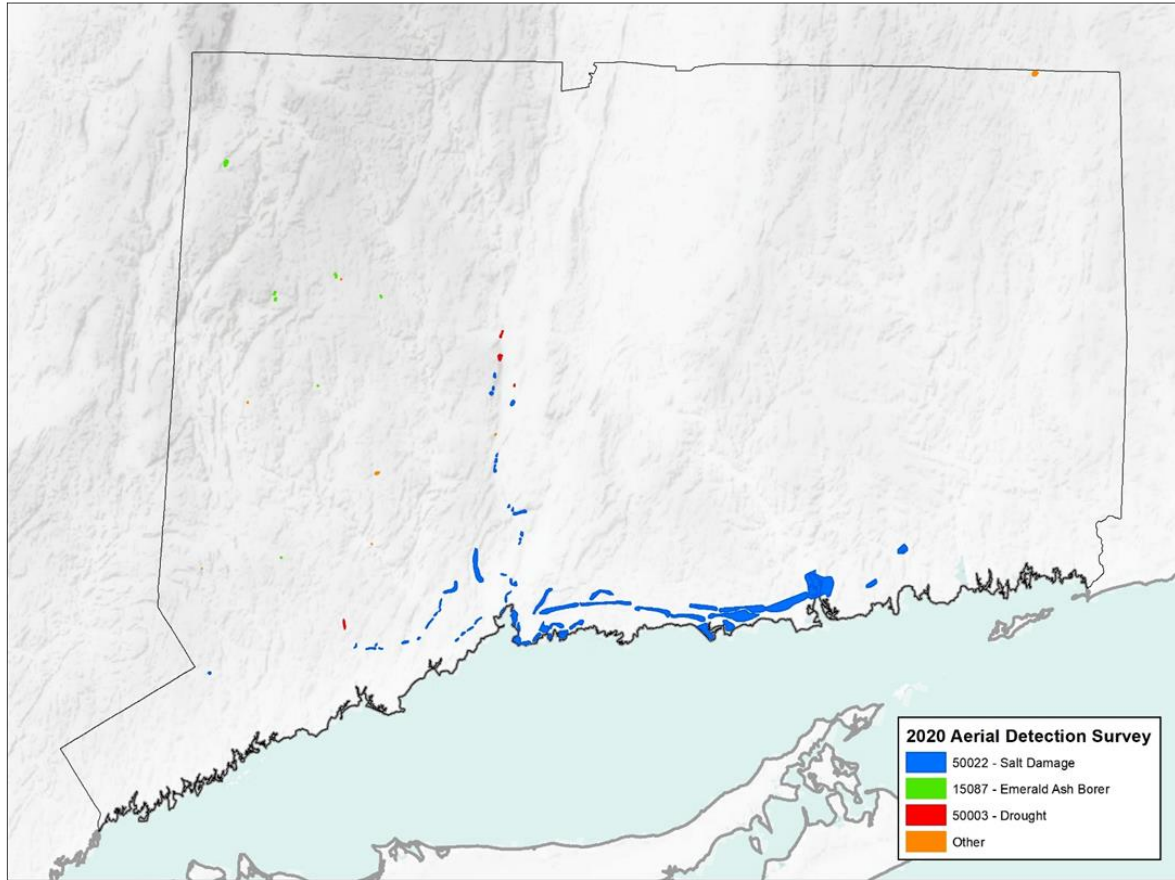 2020 Aerial Detection Survey
50022 - Salt Damage
15087 - Emerald Ash Borer
50003 - Drought
Other